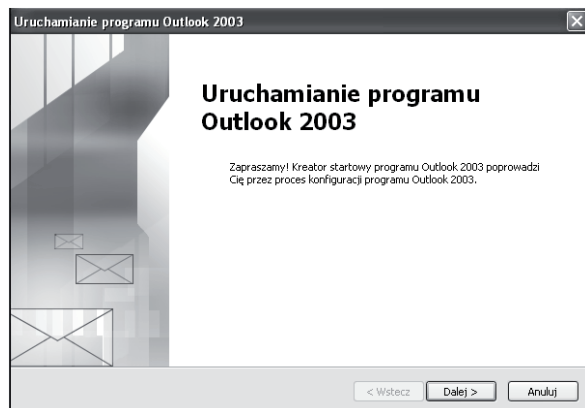 Uruchamianie programu Outlook 2003
Uruchamianie programu
Outlook 2003
Zapraszamy! Kreator startowy programu Outlook 2003 poprowadzi
Cię przez proces konfiguracji programu Outlook 2003.
< Wstecz Dalej > Anuluj